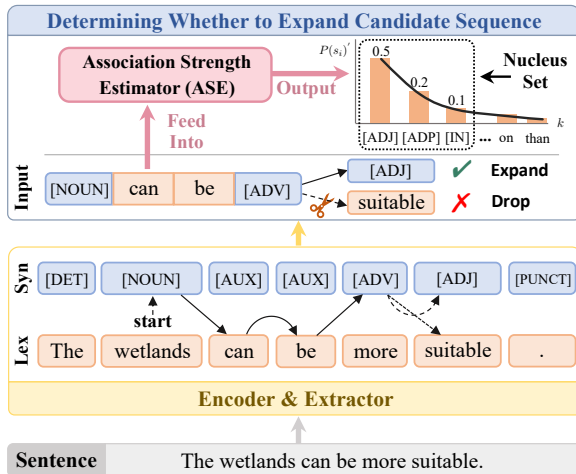 Determining Whether to Expand Candidate Sequence
Association Strength
Estimator (ASE)
Output
Feed
Into
P(s_i)'
0.5
0.2
0.1
Nucleus
Set
k
[ADJ] [ADP] [IN] ... on than
Input
[NOUN] can be [ADV]
[ADJ]
✓ Expand
suitable
✗ Drop
Syn
[DET] [NOUN] [AUX] [AUX] [ADV] [ADJ] [PUNCT]
start
Lex
The wetlands can be more suitable .
Encoder & Extractor
Sentence The wetlands can be more suitable.